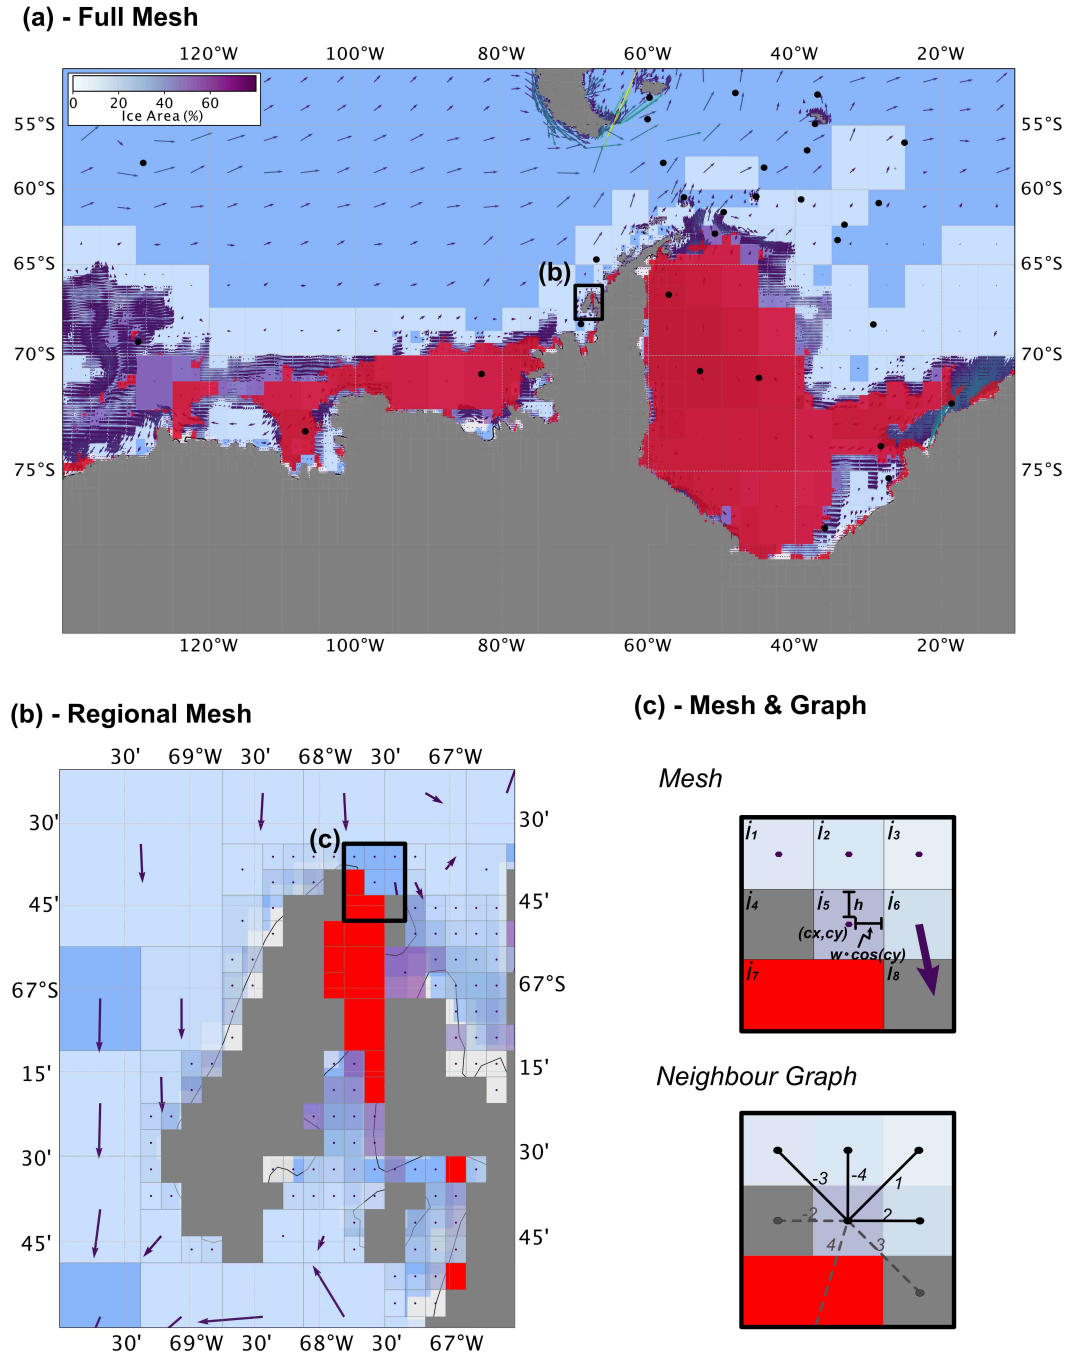 (a) - Full Mesh
120°W 100°W 80°W 60°W 40°W 20°W
0 20 40 60
Ice Area (%)
55°S 55°S
60°S 60°S
65°S 65°S
(b)
70°S 70°S
75°S 75°S
120°W 100°W 80°W 60°W 40°W 20°W
(b) - Regional Mesh
(c) - Mesh & Graph
30' 69°W 30' 68°W 30' 67°W
Mesh
30' 30'
(c)
i1 i2 i3
45' 45'
i4 i5 h i6
(cx,cy)
w·cos(cy)
i7 i8
67°S 67°S
15' 15'
Neighbour Graph
30' 30'
-3 -4 1
-2 2
4 3
45' 45'
30' 69°W 30' 68°W 30' 67°W